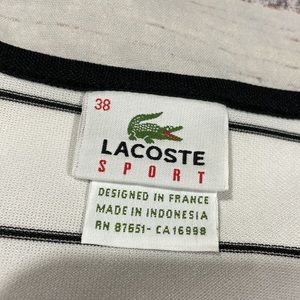 38
LACOSTE
SPORT
DESIGNED IN FRANCE
MADE IN INDONESIA
RN 87651- CA16998